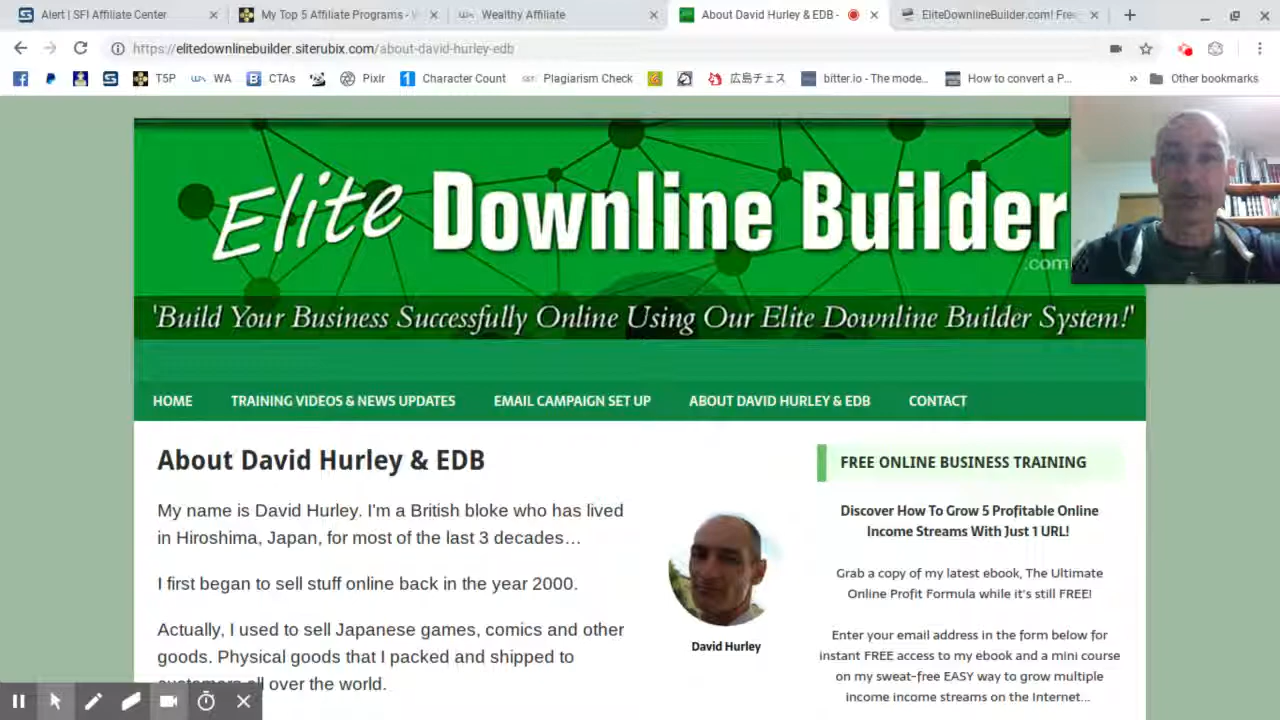 Alert | SFI Affiliate Center
My Top 5 Affiliate Programs -
Wealthy Affiliate
About David Hurley & EDB -
EliteDownlineBuilder.com! Free
https://elitedownlinebuilder.siterubix.com/about-david-hurley-edb
T5P
WA
CTAs
Pixlr
Character Count
Plagiarism Check
広島チェス
bitter.io - The mode...
How to convert a P...
Other bookmarks
Elite Downline Builder
.com
'Build Your Business Successfully Online Using Our Elite Downline Builder System!'
HOME
TRAINING VIDEOS & NEWS UPDATES
EMAIL CAMPAIGN SET UP
ABOUT DAVID HURLEY & EDB
CONTACT
About David Hurley & EDB
My name is David Hurley. I'm a British bloke who has lived
in Hiroshima, Japan, for most of the last 3 decades…
I first began to sell stuff online back in the year 2000.
Actually, I used to sell Japanese games, comics and other
goods. Physical goods that I packed and shipped to
customers all over the world.
David Hurley
FREE ONLINE BUSINESS TRAINING
Discover How To Grow 5 Profitable Online
Income Streams With Just 1 URL!
Grab a copy of my latest ebook, The Ultimate
Online Profit Formula while it's still FREE!
Enter your email address in the form below for
instant FREE access to my ebook and a mini course
on my sweat-free EASY way to grow multiple
income income streams on the Internet...